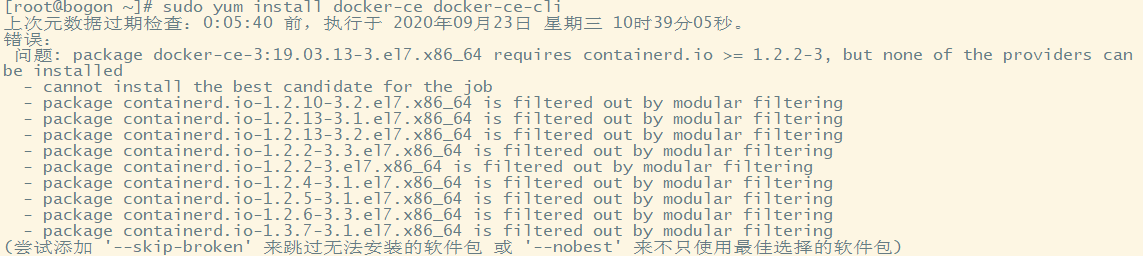 [root@bogon ~]# sudo yum install docker-ce docker-ce-cli
上次元数据过期检查：0:05:40 前，执行于 2020年09月23日 星期三 10时39分05秒。
错误：
 问题: package docker-ce-3:19.03.13-3.el7.x86_64 requires containerd.io >= 1.2.2-3, but none of the providers can
be installed
  - cannot install the best candidate for the job
  - package containerd.io-1.2.10-3.2.el7.x86_64 is filtered out by modular filtering
  - package containerd.io-1.2.13-3.1.el7.x86_64 is filtered out by modular filtering
  - package containerd.io-1.2.13-3.2.el7.x86_64 is filtered out by modular filtering
  - package containerd.io-1.2.2-3.3.el7.x86_64 is filtered out by modular filtering
  - package containerd.io-1.2.2-3.el7.x86_64 is filtered out by modular filtering
  - package containerd.io-1.2.4-3.1.el7.x86_64 is filtered out by modular filtering
  - package containerd.io-1.2.5-3.1.el7.x86_64 is filtered out by modular filtering
  - package containerd.io-1.2.6-3.3.el7.x86_64 is filtered out by modular filtering
  - package containerd.io-1.3.7-3.1.el7.x86_64 is filtered out by modular filtering
(尝试添加 '--skip-broken' 来跳过无法安装的软件包 或 '--nobest' 来不只使用最佳选择的软件包)